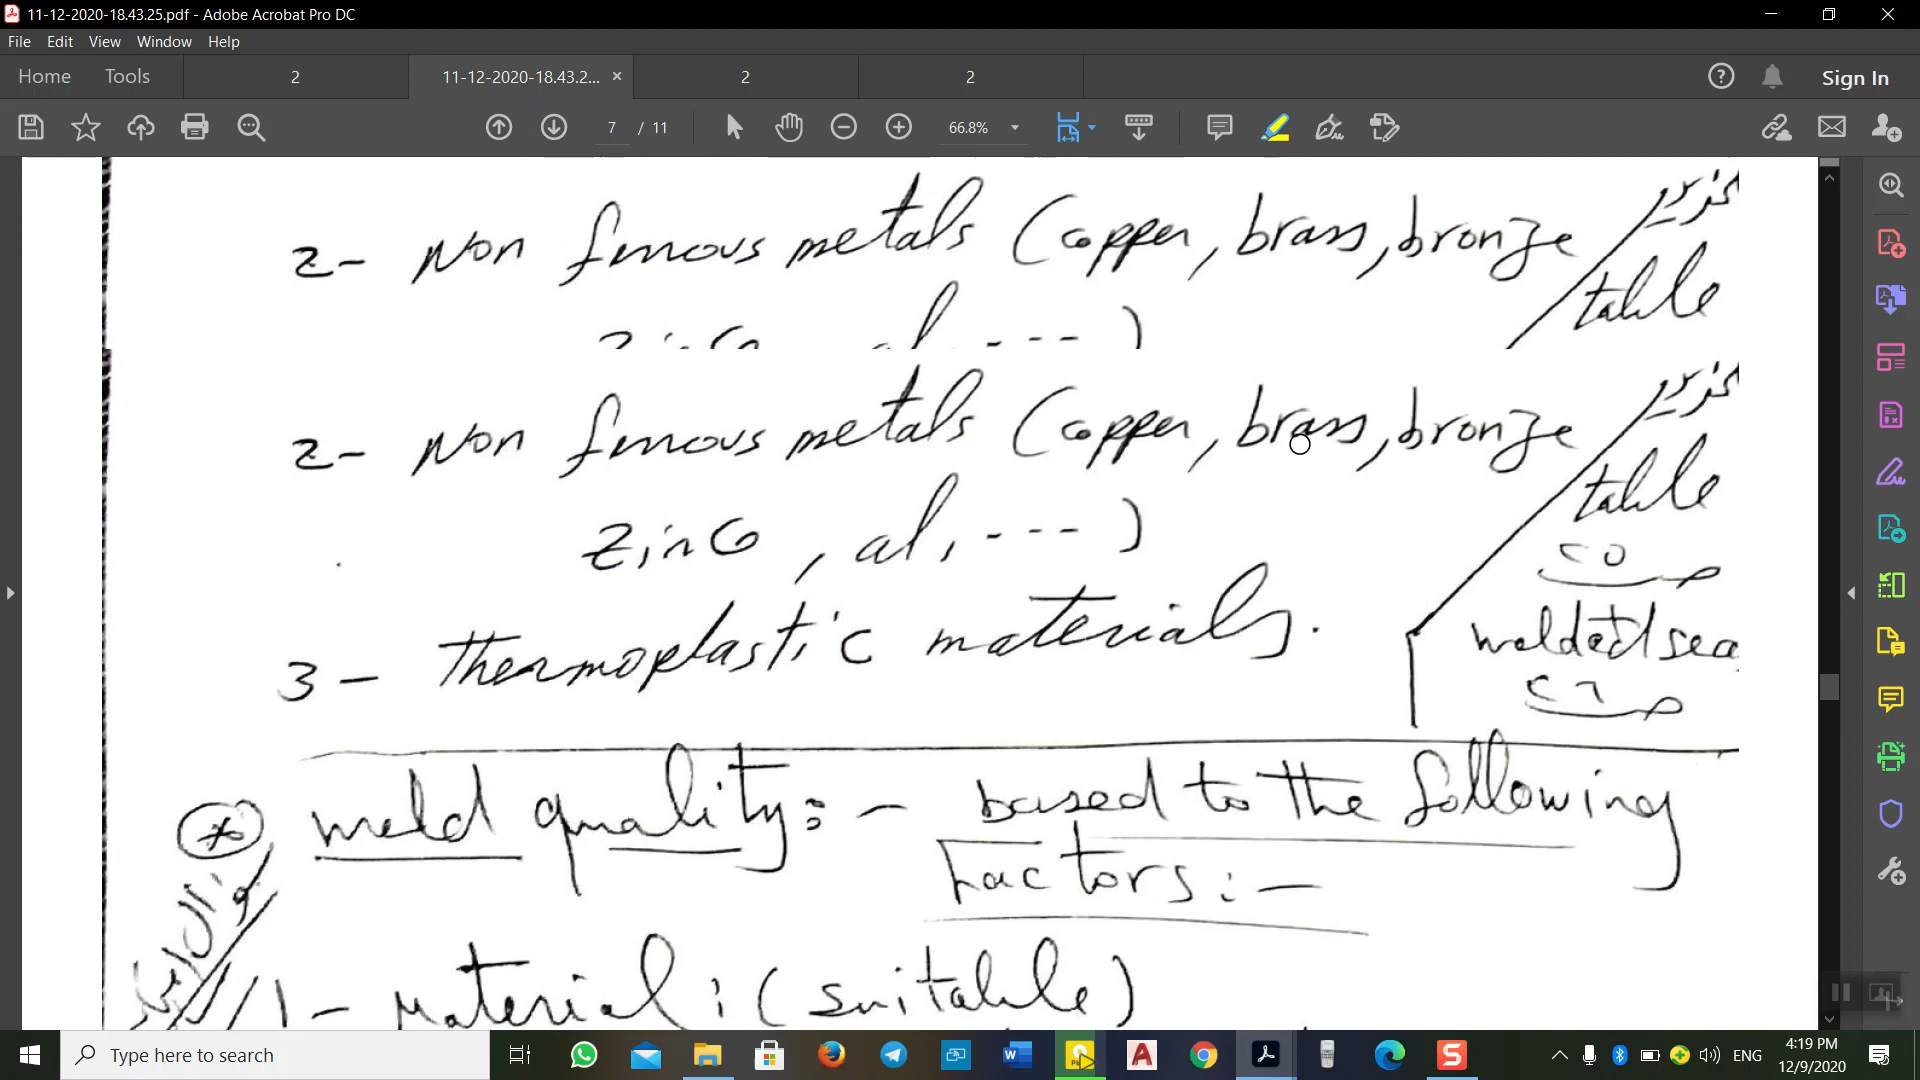 11-12-2020-18.43.25.pdf - Adobe Acrobat Pro DC
File Edit View Window Help
Home Tools 2 11-12-2020-18.43.2... × 2 2 Sign In
7 / 11 66.8%
2- Non ferrous metals (copper, brass, bronze
table
2- Non ferrous metals (copper, brass, bronze
table
zinc, al, ---)
3- Thermoplastic materials.
welded
weld quality:- based to the following
Factors:-
1- Material: (suitable)
Type here to search
ENG
4:19 PM
12/9/2020